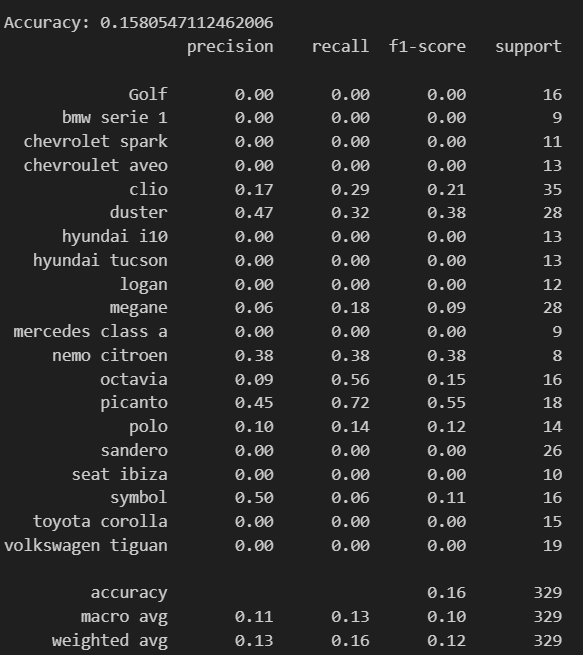 Accuracy: 0.1580547112462006
precision recall f1-score support
Golf 0.00 0.00 0.00 16
bmw serie 1 0.00 0.00 0.00 9
chevrolet spark 0.00 0.00 0.00 11
chevroulet aveo 0.00 0.00 0.00 13
clio 0.17 0.29 0.21 35
duster 0.47 0.32 0.38 28
hyundai i10 0.00 0.00 0.00 13
hyundai tucson 0.00 0.00 0.00 13
logan 0.00 0.00 0.00 12
megane 0.06 0.18 0.09 28
mercedes class a 0.00 0.00 0.00 9
nemo citroen 0.38 0.38 0.38 8
octavia 0.09 0.56 0.15 16
picanto 0.45 0.72 0.55 18
polo 0.10 0.14 0.12 14
sandero 0.00 0.00 0.00 26
seat ibiza 0.00 0.00 0.00 10
symbol 0.50 0.06 0.11 16
toyota corolla 0.00 0.00 0.00 15
volkswagen tiguan 0.00 0.00 0.00 19
accuracy 0.16 329
macro avg 0.11 0.13 0.10 329
weighted avg 0.13 0.16 0.12 329